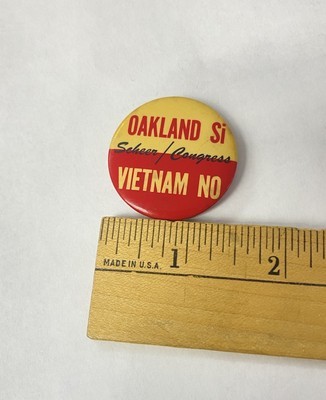 OAKLAND Si
Scheer/Congress
VIETNAM NO
MADE IN U.S.A. 1 2